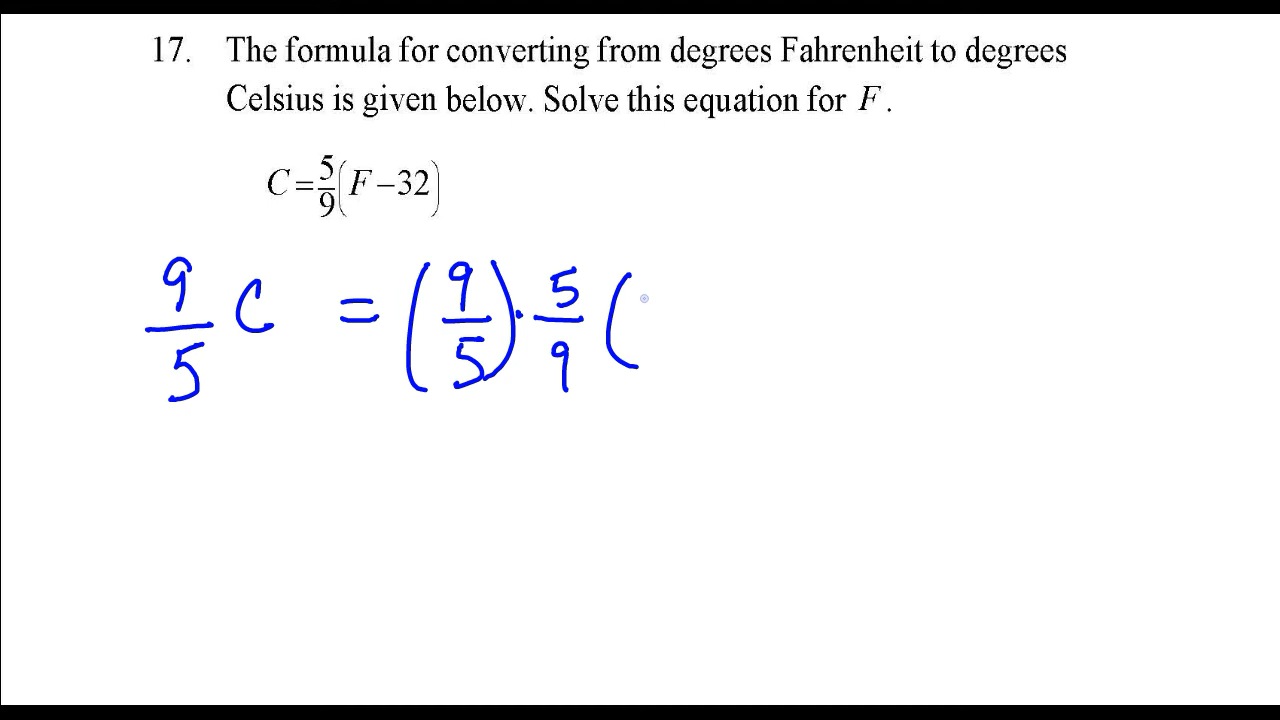 17. The formula for converting from degrees Fahrenheit to degrees
Celsius is given below. Solve this equation for F.
C = 5/9 (F − 32)
9/5 C = (9/5) · 5/9 (